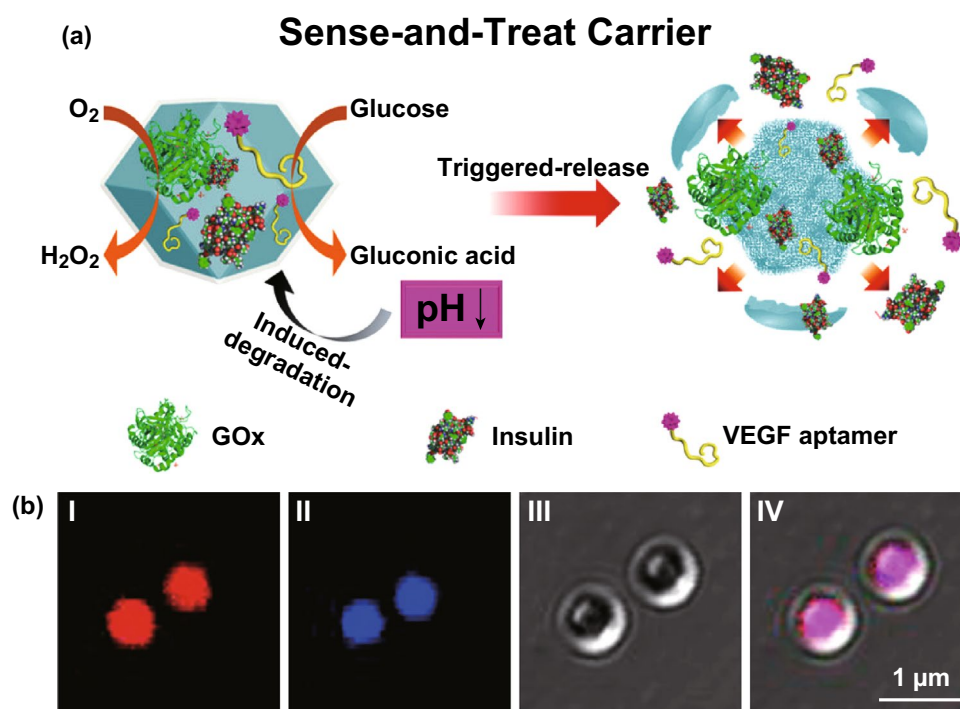 Sense-and-Treat Carrier
(a)
O₂
Glucose
Triggered-release
H₂O₂
Gluconic acid
pH ↓
Induced-
degradation
GOx
Insulin
VEGF aptamer
(b)
I
II
III
IV
1 µm